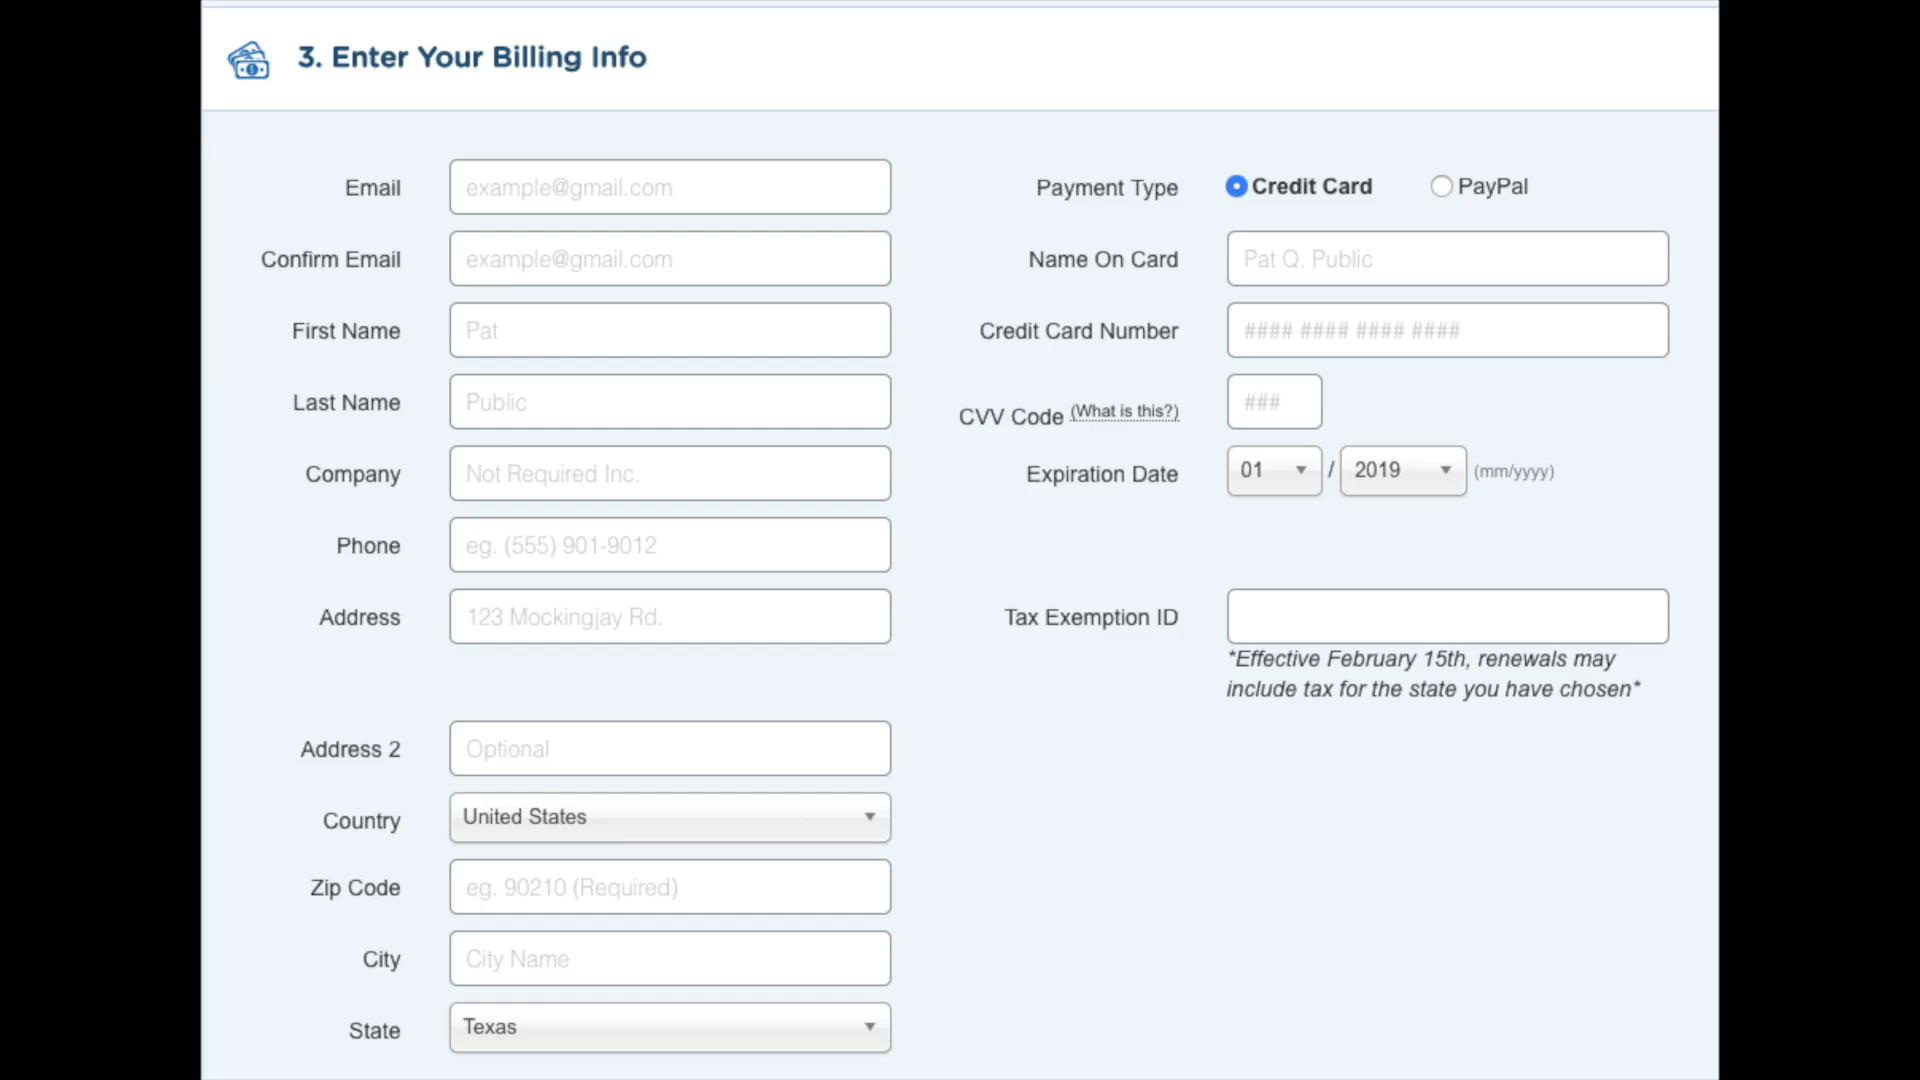 3. Enter Your Billing Info
Email
example@gmail.com
Confirm Email
example@gmail.com
First Name
Pat
Last Name
Public
Company
Not Required Inc.
Phone
eg. (555) 901-9012
Address
123 Mockingjay Rd.
Address 2
Optional
Country
United States
Zip Code
eg. 90210 (Required)
City
City Name
State
Texas
Payment Type
Credit Card
PayPal
Name On Card
Pat Q. Public
Credit Card Number
#### #### #### ####
CVV Code (What is this?)
###
Expiration Date
01 / 2019 (mm/yyyy)
Tax Exemption ID
*Effective February 15th, renewals may
include tax for the state you have chosen*